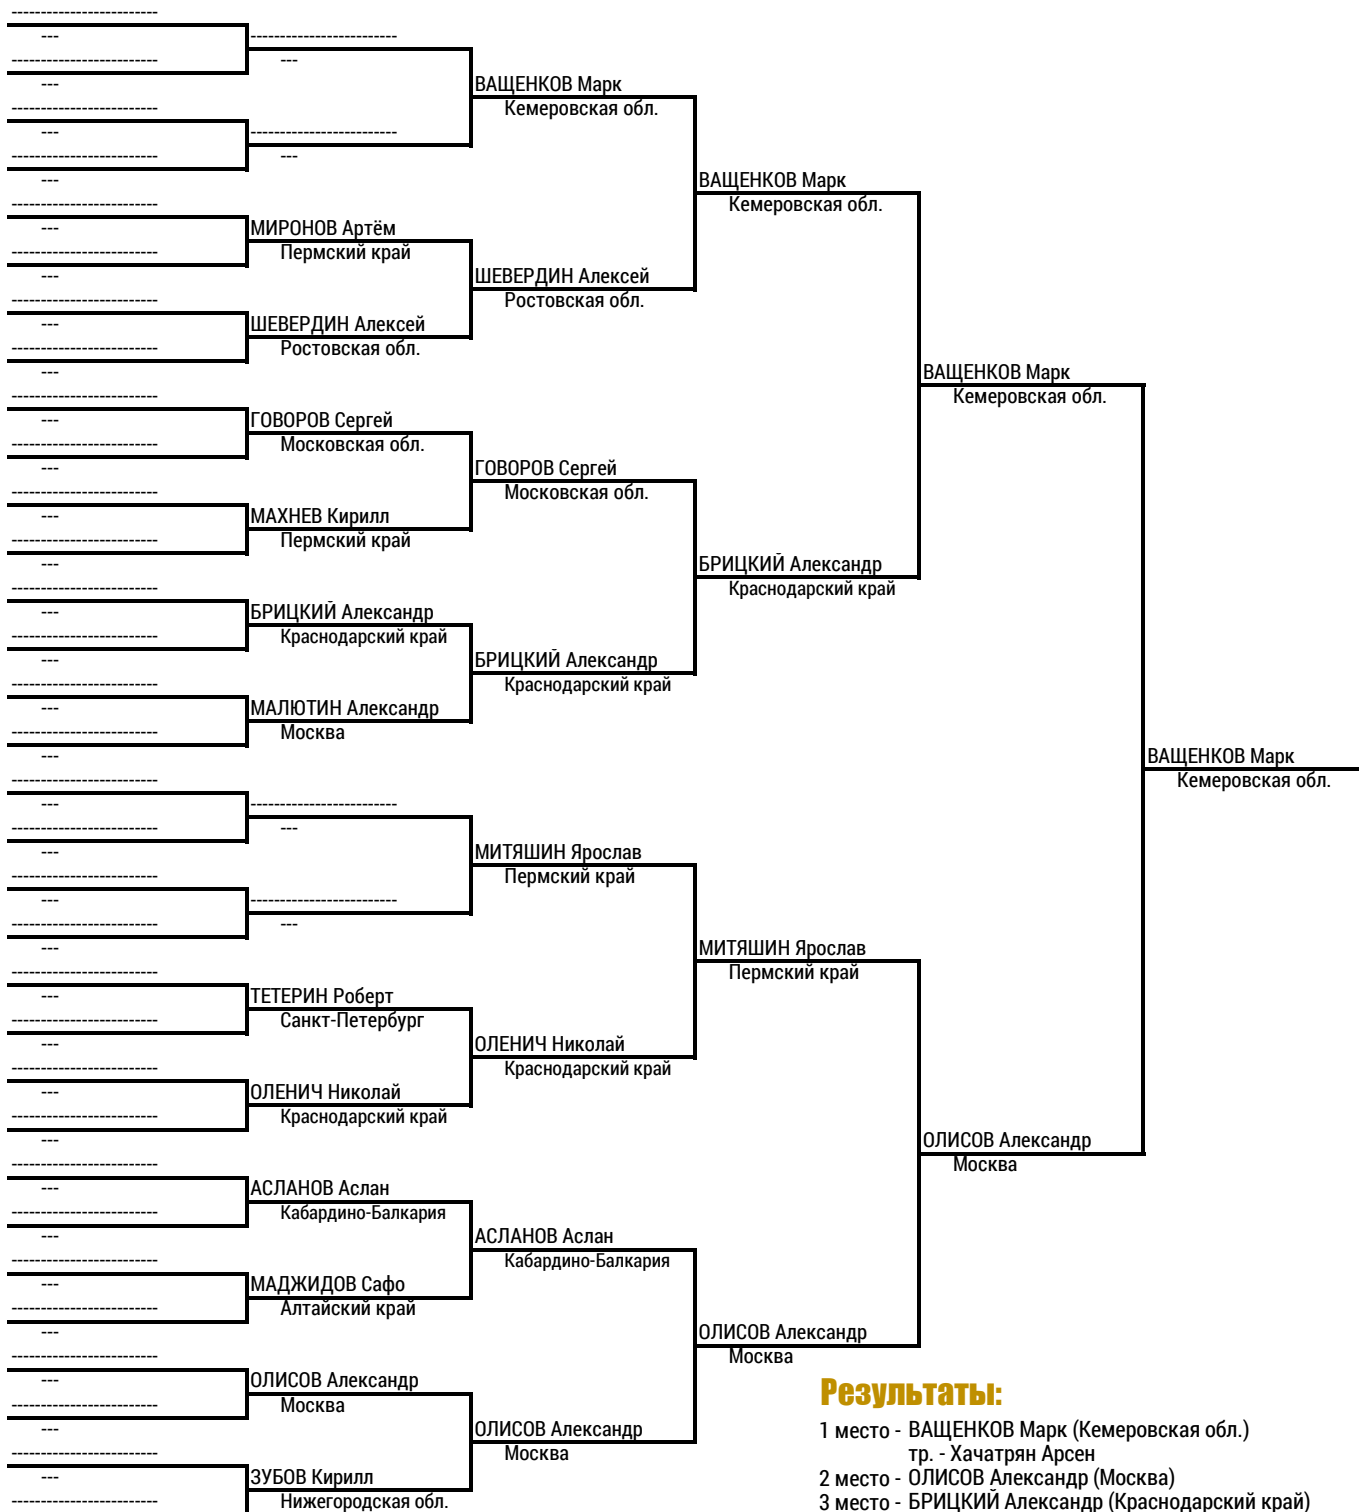 -------------------------
---
-------------------------
---
-------------------------
---
-------------------------
---
-------------------------
---
-------------------------
---
-------------------------
---
-------------------------
---
-------------------------
---
-------------------------
---
-------------------------
---
-------------------------
---
-------------------------
---
-------------------------
---
-------------------------
---
-------------------------
---
-------------------------
---
-------------------------
---
-------------------------
---
-------------------------
---
-------------------------
---
-------------------------
---
-------------------------
---
-------------------------
---
-------------------------
---
-------------------------
---
-------------------------
---
-------------------------
---
-------------------------
---
-------------------------
---
-------------------------
---
-------------------------
-------------------------
---
-------------------------
---
МИРОНОВ Артём
Пермский край
ШЕВЕРДИН Алексей
Ростовская обл.
ГОВОРОВ Сергей
Московская обл.
МАХНЕВ Кирилл
Пермский край
БРИЦКИЙ Александр
Краснодарский край
МАЛЮТИН Александр
Москва
-------------------------
---
-------------------------
---
ТЕТЕРИН Роберт
Санкт-Петербург
ОЛЕНИЧ Николай
Краснодарский край
АСЛАНОВ Аслан
Кабардино-Балкария
МАДЖИДОВ Сафо
Алтайский край
ОЛИСОВ Александр
Москва
ЗУБОВ Кирилл
Нижегородская обл.
ВАЩЕНКОВ Марк
Кемеровская обл.
ШЕВЕРДИН Алексей
Ростовская обл.
ГОВОРОВ Сергей
Московская обл.
БРИЦКИЙ Александр
Краснодарский край
МИТЯШИН Ярослав
Пермский край
ОЛЕНИЧ Николай
Краснодарский край
АСЛАНОВ Аслан
Кабардино-Балкария
ОЛИСОВ Александр
Москва
ВАЩЕНКОВ Марк
Кемеровская обл.
БРИЦКИЙ Александр
Краснодарский край
МИТЯШИН Ярослав
Пермский край
ОЛИСОВ Александр
Москва
ВАЩЕНКОВ Марк
Кемеровская обл.
ОЛИСОВ Александр
Москва
ВАЩЕНКОВ Марк
Кемеровская обл.
Результаты:
1 место - ВАЩЕНКОВ Марк (Кемеровская обл.)
тр. - Хачатрян Арсен
2 место - ОЛИСОВ Александр (Москва)
3 место - БРИЦКИЙ Александр (Краснодарский край)